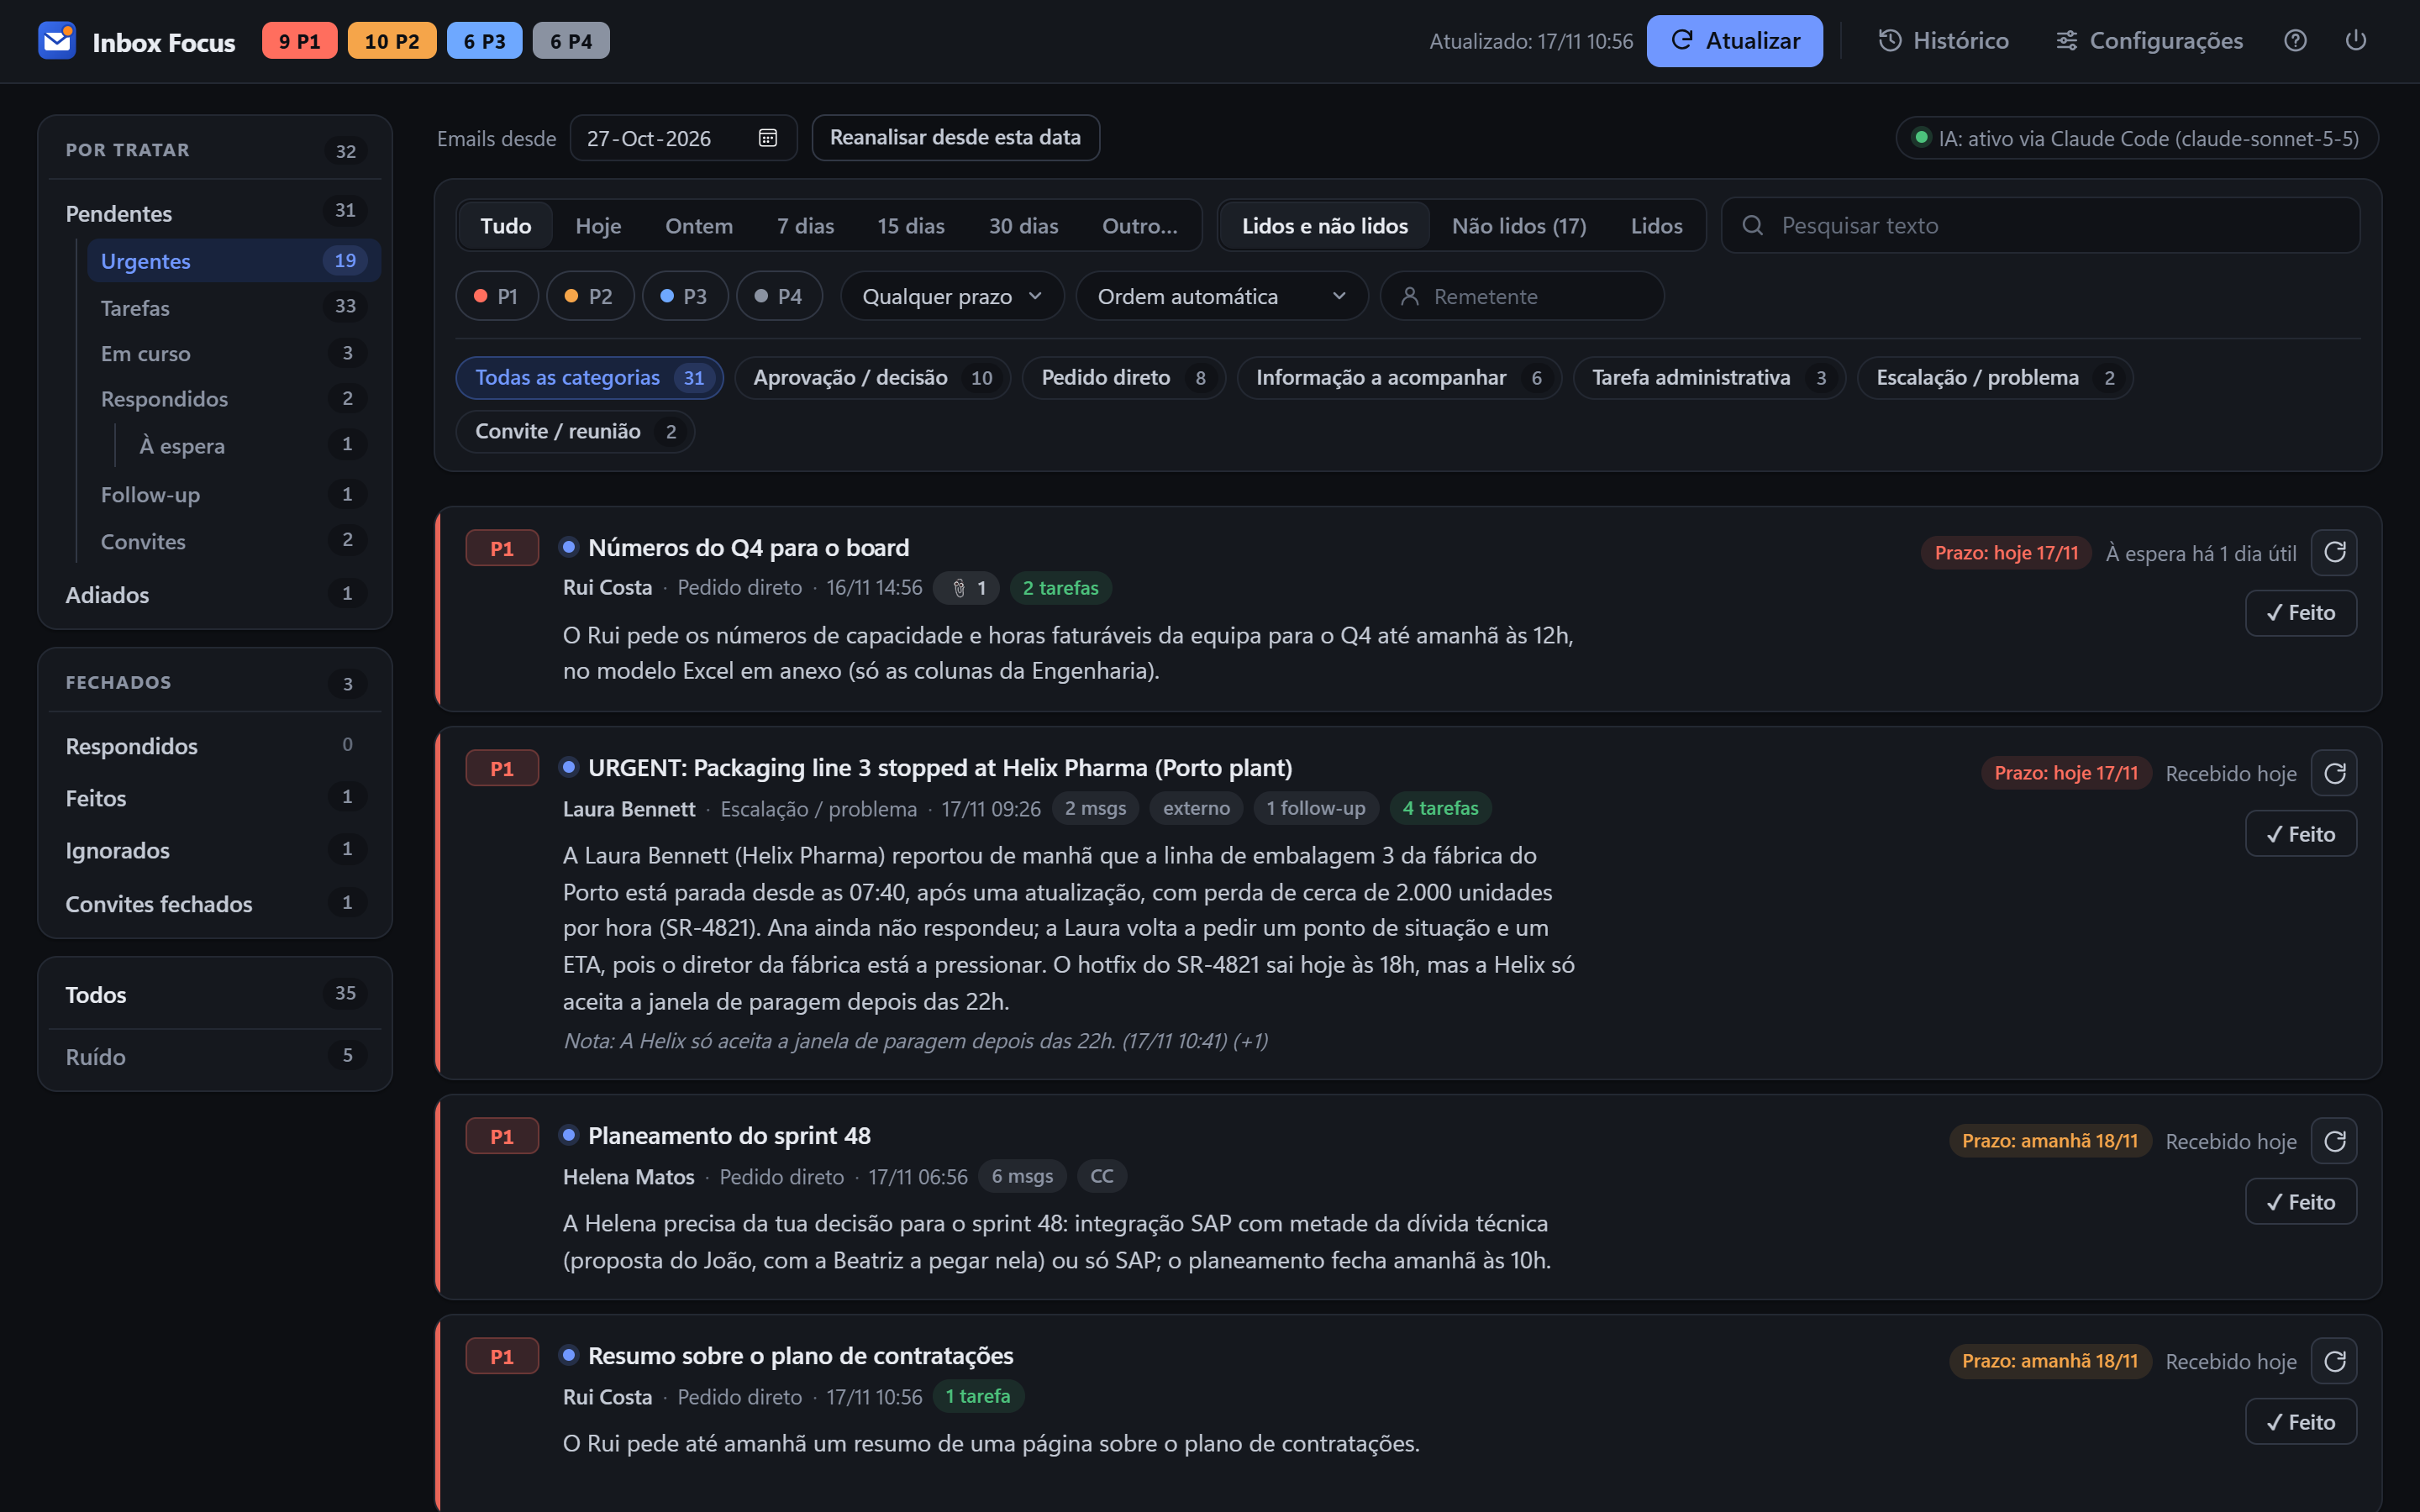 Inbox Focus 9 P1 10 P2 6 P3 6 P4 Atualizado: 17/11 10:56 Atualizar Histórico Configurações
POR TRATAR 32
Pendentes 31
Urgentes 19
Tarefas 33
Em curso 3
Respondidos 2
À espera 1
Follow-up 1
Convites 2
Adiados 1
FECHADOS 3
Respondidos 0
Feitos 1
Ignorados 1
Convites fechados 1
Todos 35
Ruído 5
Emails desde 27-Oct-2026 Reanalisar desde esta data IA: ativo via Claude Code (claude-sonnet-5-5)
Tudo Hoje Ontem 7 dias 15 dias 30 dias Outro... Lidos e não lidos Não lidos (17) Lidos Pesquisar texto
P1 P2 P3 P4 Qualquer prazo Ordem automática Remetente
Todas as categorias 31 Aprovação / decisão 10 Pedido direto 8 Informação a acompanhar 6 Tarefa administrativa 3 Escalação / problema 2
Convite / reunião 2
P1 Números do Q4 para o board Prazo: hoje 17/11 À espera há 1 dia útil
Rui Costa · Pedido direto · 16/11 14:56 1 2 tarefas
✓ Feito
O Rui pede os números de capacidade e horas faturáveis da equipa para o Q4 até amanhã às 12h,
no modelo Excel em anexo (só as colunas da Engenharia).
P1 URGENT: Packaging line 3 stopped at Helix Pharma (Porto plant) Prazo: hoje 17/11 Recebido hoje
Laura Bennett · Escalação / problema · 17/11 09:26 2 msgs externo 1 follow-up 4 tarefas
✓ Feito
A Laura Bennett (Helix Pharma) reportou de manhã que a linha de embalagem 3 da fábrica do
Porto está parada desde as 07:40, após uma atualização, com perda de cerca de 2.000 unidades
por hora (SR-4821). Ana ainda não respondeu; a Laura volta a pedir um ponto de situação e um
ETA, pois o diretor da fábrica está a pressionar. O hotfix do SR-4821 sai hoje às 18h, mas a Helix só
aceita a janela de paragem depois das 22h.
Nota: A Helix só aceita a janela de paragem depois das 22h. (17/11 10:41) (+1)
P1 Planeamento do sprint 48 Prazo: amanhã 18/11 Recebido hoje
Helena Matos · Pedido direto · 17/11 06:56 6 msgs CC
✓ Feito
A Helena precisa da tua decisão para o sprint 48: integração SAP com metade da dívida técnica
(proposta do João, com a Beatriz a pegar nela) ou só SAP; o planeamento fecha amanhã às 10h.
P1 Resumo sobre o plano de contratações Prazo: amanhã 18/11 Recebido hoje
Rui Costa · Pedido direto · 17/11 10:56 1 tarefa
✓ Feito
O Rui pede até amanhã um resumo de uma página sobre o plano de contratações.